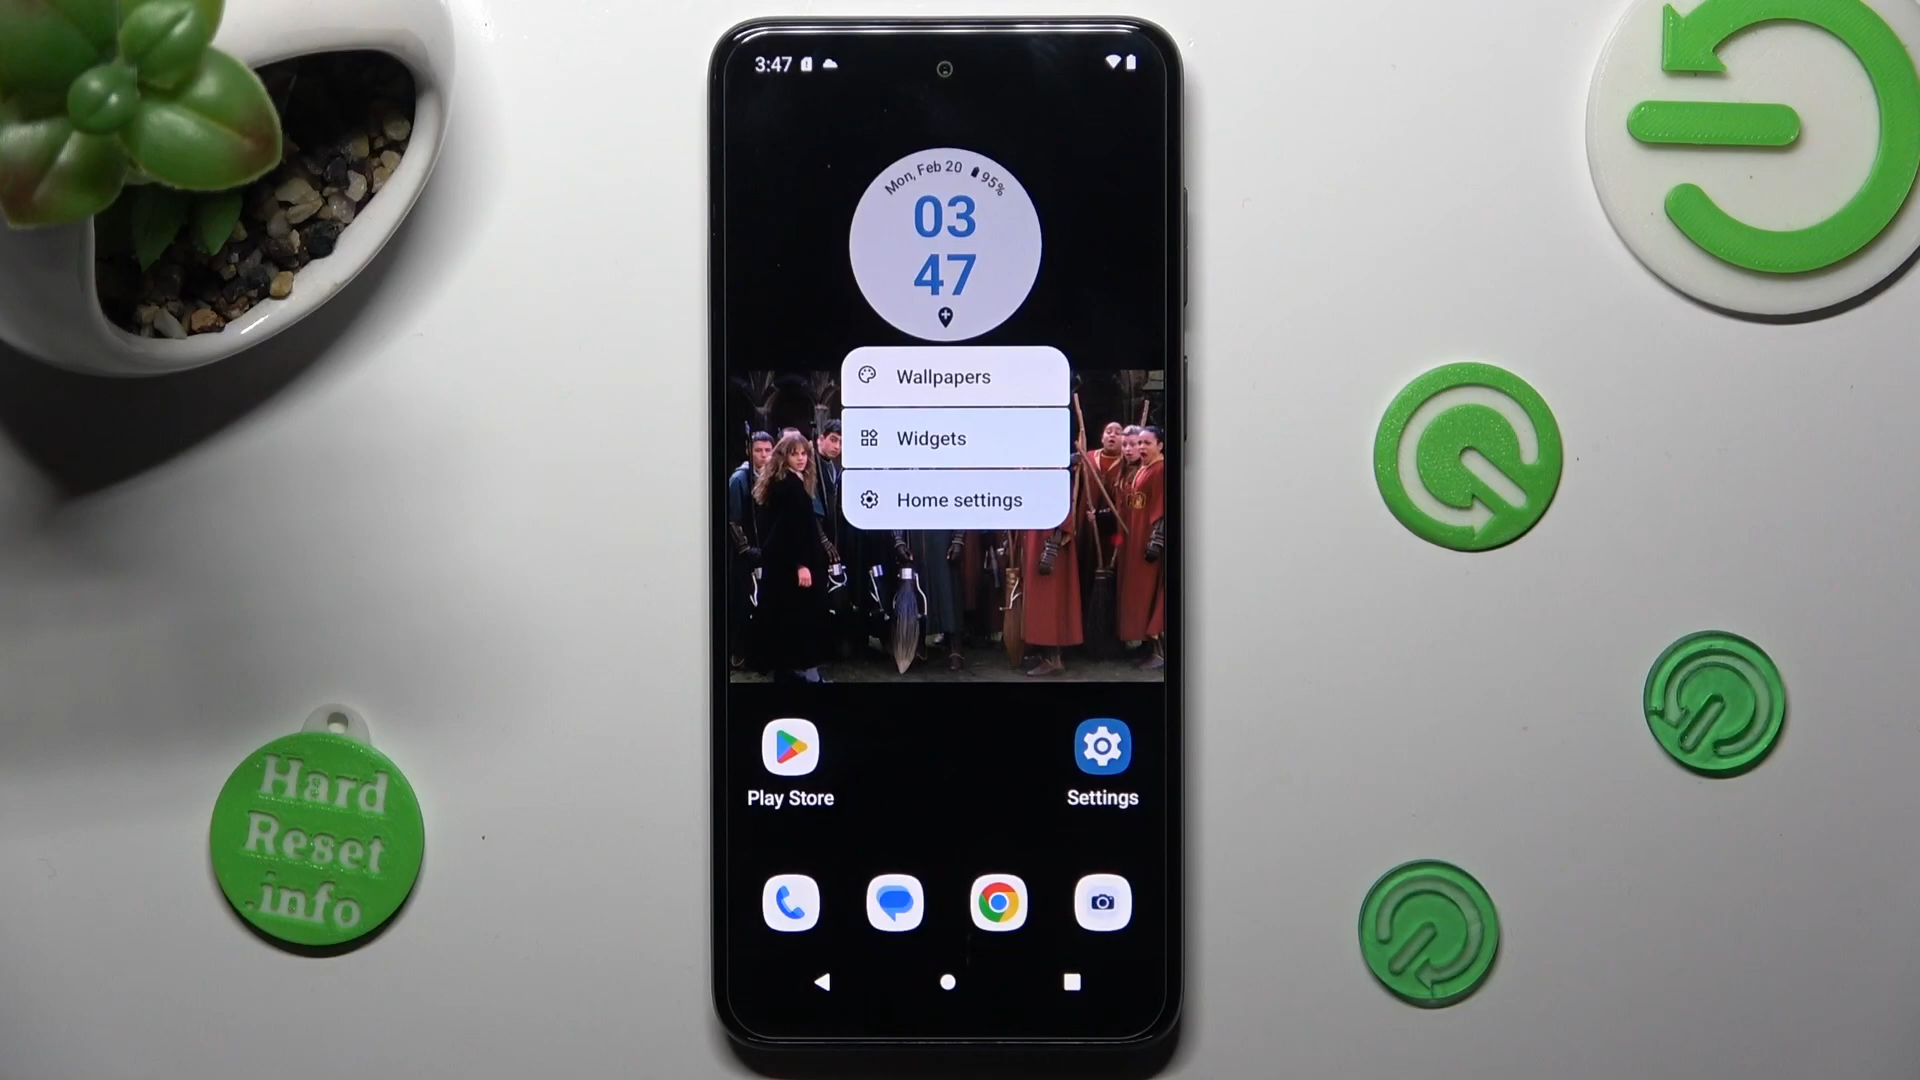 3:47
Mon, Feb 20 95%
03
47
Wallpapers
Widgets
Home settings
Play Store
Settings
Hard
Reset
.info